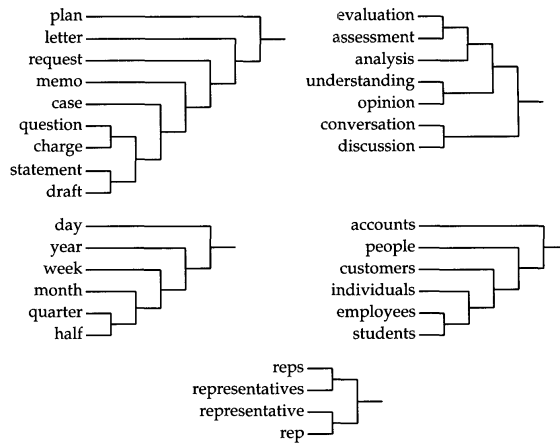 plan
letter
request
memo
case
question
charge
statement
draft
evaluation
assessment
analysis
understanding
opinion
conversation
discussion
day
year
week
month
quarter
half
accounts
people
customers
individuals
employees
students
reps
representatives
representative
rep